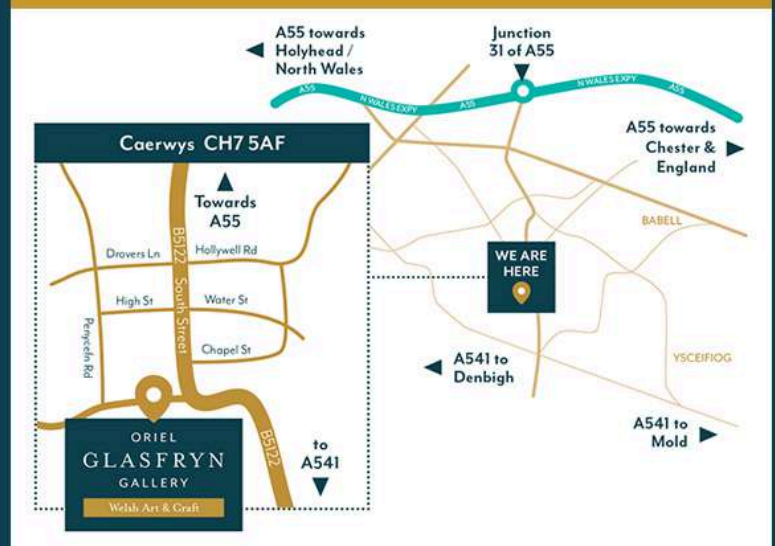 A55 towards
Holyhead /
North Wales
Junction
31 of A55
A55
N WALES EXPY
A55
N WALES EXPY
A55
A55 towards
Chester &
England
Caerwys CH7 5AF
Towards
A55
BABELL
Drovers Ln
Hollywell Rd
WE ARE
HERE
High St
Water St
B5122 South Street
Penycefn Rd
Chapel St
A541 to
Denbigh
YSCEIFIOG
A541 to
Mold
B5122
to
A541
ORIEL
GLASFRYN
GALLERY
Welsh Art & Craft